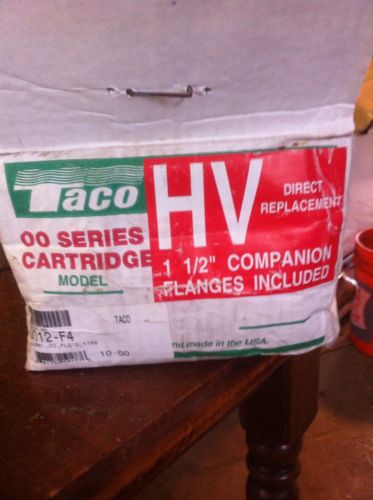 Taco
HV
DIRECT
REPLACEMENT
00 SERIES
CARTRIDGE
MODEL
1 1/2" COMPANION
FLANGES INCLUDED
012-F4
TACO
10-00
made in the USA.